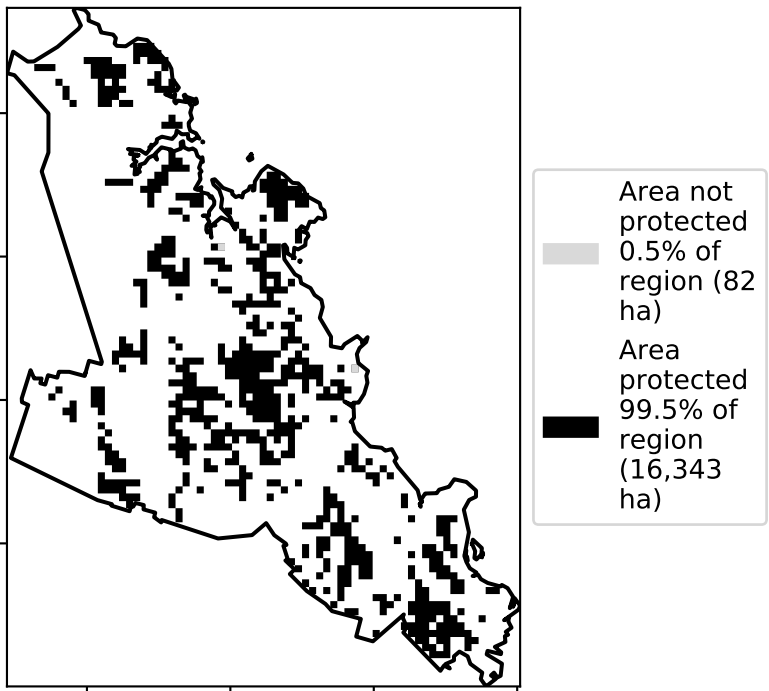 Area not
protected
0.5% of
region (82
ha)
Area
protected
99.5% of
region
(16,343
ha)